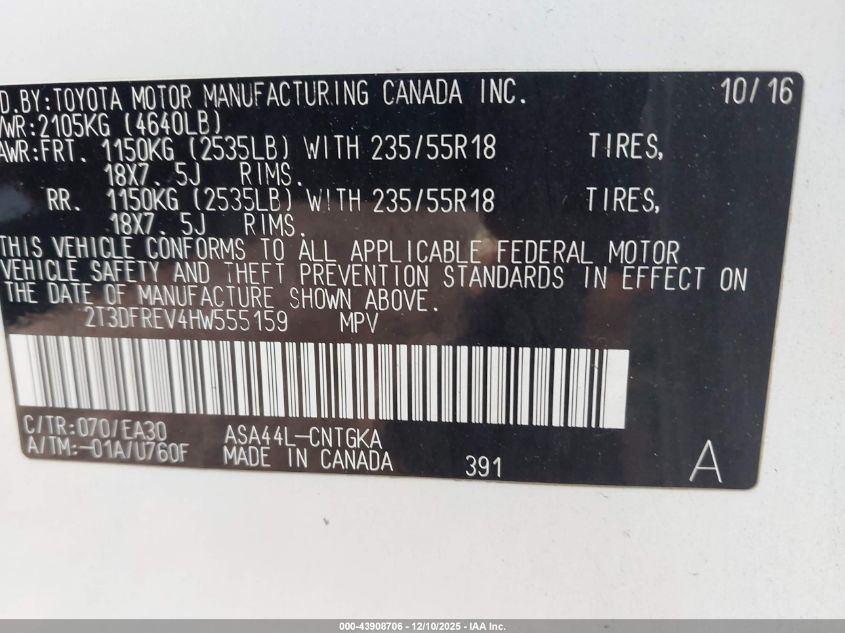 D.BY:TOYOTA MOTOR MANUFACTURING CANADA INC. 10/16
VWR:2105KG (4640LB)
AWR:FRT. 1150KG (2535LB) WITH 235/55R18 TIRES,
18X7.5J RIMS.
RR. 1150KG (2535LB) WITH 235/55R18 TIRES,
18X7.5J RIMS.
THIS VEHICLE CONFORMS TO ALL APPLICABLE FEDERAL MOTOR
VEHICLE SAFETY AND THEFT PREVENTION STANDARDS IN EFFECT ON
THE DATE OF MANUFACTURE SHOWN ABOVE.
2T3DFREV4HW555159 MPV
C/TR:070/EA30 ASA44L-CNTGKA
A/TM:-01A/U760F MADE IN CANADA 391 A
000-43908706 - 12/10/2025 - IAA Inc.